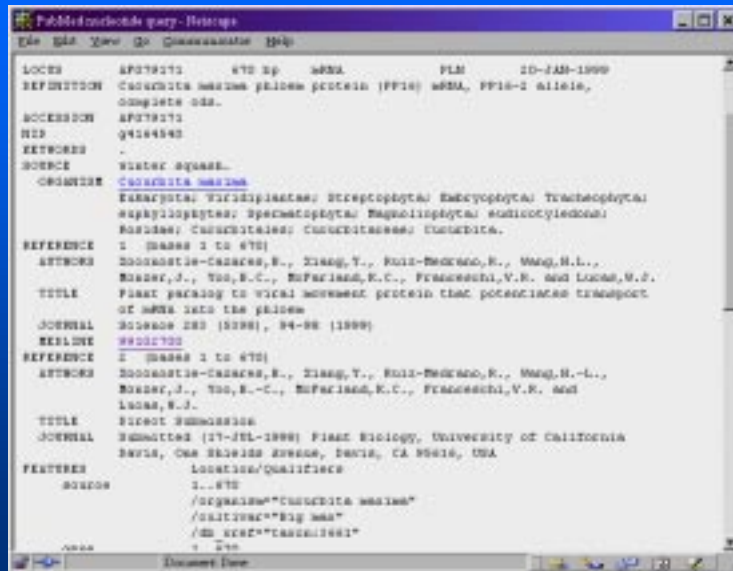 PubMed nucleotide query - Netscape
File Edit View Go Communicator Help
LOCUS AF079171 670 bp mRNA PLN 20-JAN-1999
DEFINITION Cucurbita maxima phloem protein (PP16) mRNA, PP16-2 allele,
complete cds.
ACCESSION AF079171
NID
KEYWORDS .
SOURCE winter squash.
ORGANISM Cucurbita maxima
Eukaryota; Viridiplantae; Streptophyta; Embryophyta; Tracheophyta;
euphyllophytes; Spermatophyta; Magnoliophyta; eudicotyledons;
Rosidae; Cucurbitales; Cucurbitaceae; Cucurbita.
REFERENCE 1 (bases 1 to 670)
AUTHORS Xoconostle-Cazares,B., Xiang,Y., Ruiz-Medrano,R., Wang,H.L.,
Monzer,J., Yoo,B.C., McFarland,K.C., Franceschi,V.R. and Lucas,W.J.
TITLE Plant paralog to viral movement protein that potentiates transport
of mRNA into the phloem
JOURNAL Science 283 (5398), 94-98 (1999)
MEDLINE
REFERENCE 2 (bases 1 to 670)
AUTHORS Xoconostle-Cazares,B., Xiang,Y., Ruiz-Medrano,R., Wang,H.-L.,
Monzer,J., Yoo,B.-C., McFarland,K.C., Franceschi,V.R. and
Lucas,W.J.
TITLE Direct Submission
JOURNAL Submitted (17-JUL-1998) Plant Biology, University of California
Davis, One Shields Avenue, Davis, CA 95616, USA
FEATURES Location/Qualifiers
source 1..670
/organism="Cucurbita maxima"
/cultivar="Big max"
/db_xref="taxon:3661"
gene 1..670
Document: Done